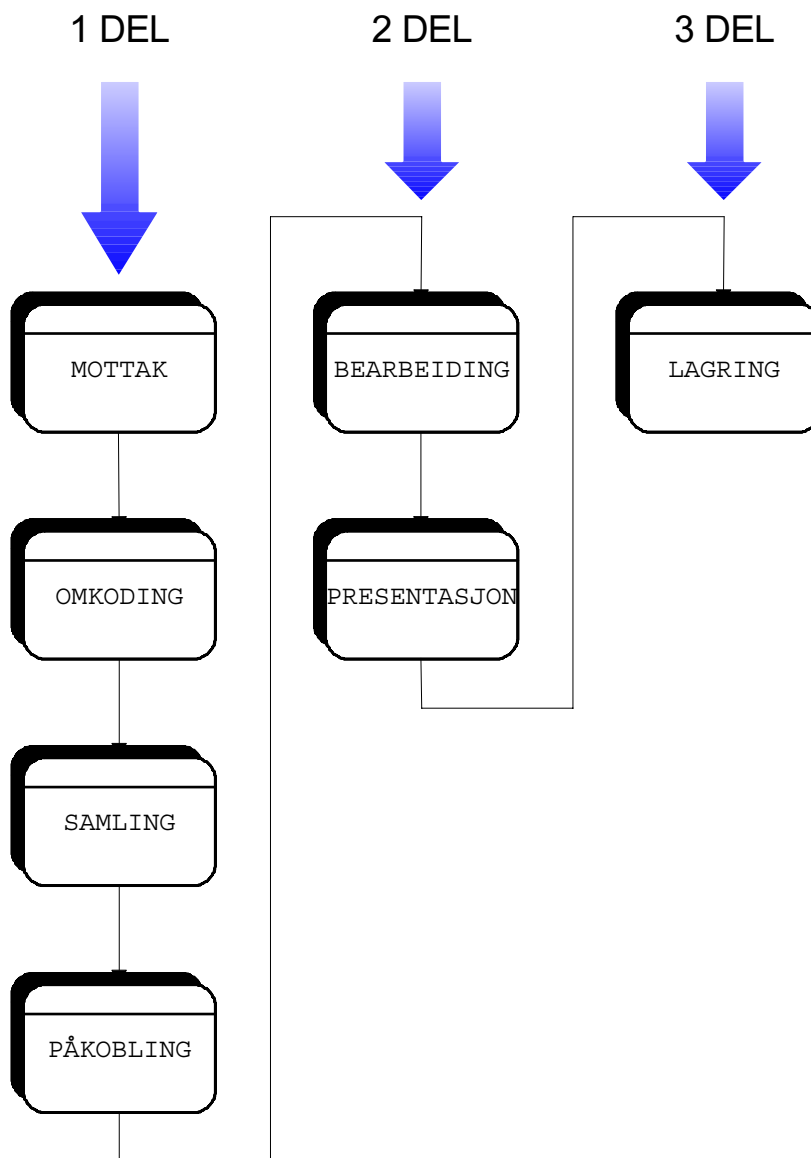 1 DEL
2 DEL
3 DEL
MOTTAK
OMKODING
SAMLING
PÅKOBLING
BEARBEIDING
PRESENTASJON
LAGRING